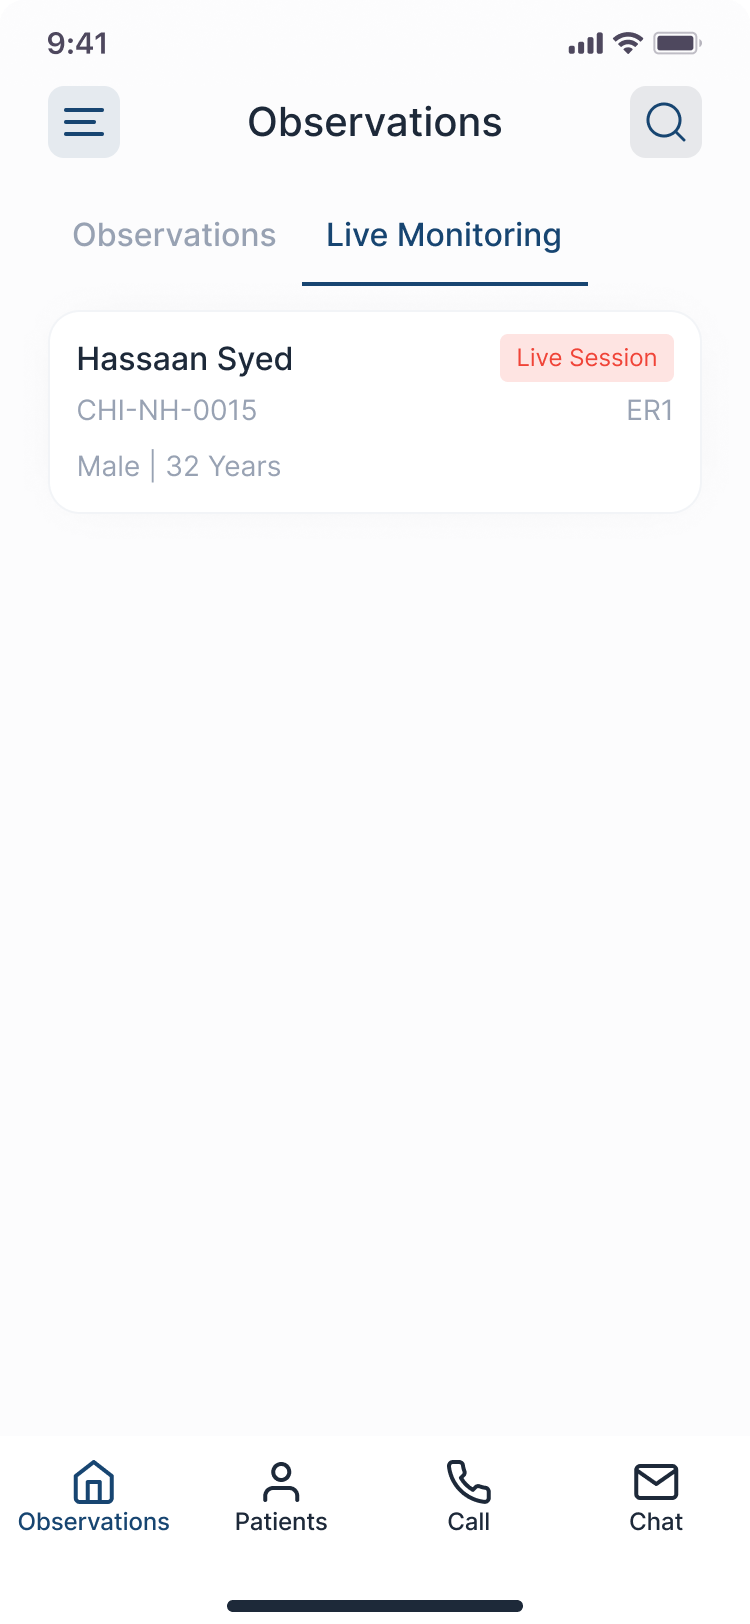 9:41
Observations
Observations Live Monitoring
Hassaan Syed Live Session
CHI-NH-0015 ER1
Male | 32 Years
Observations Patients Call Chat